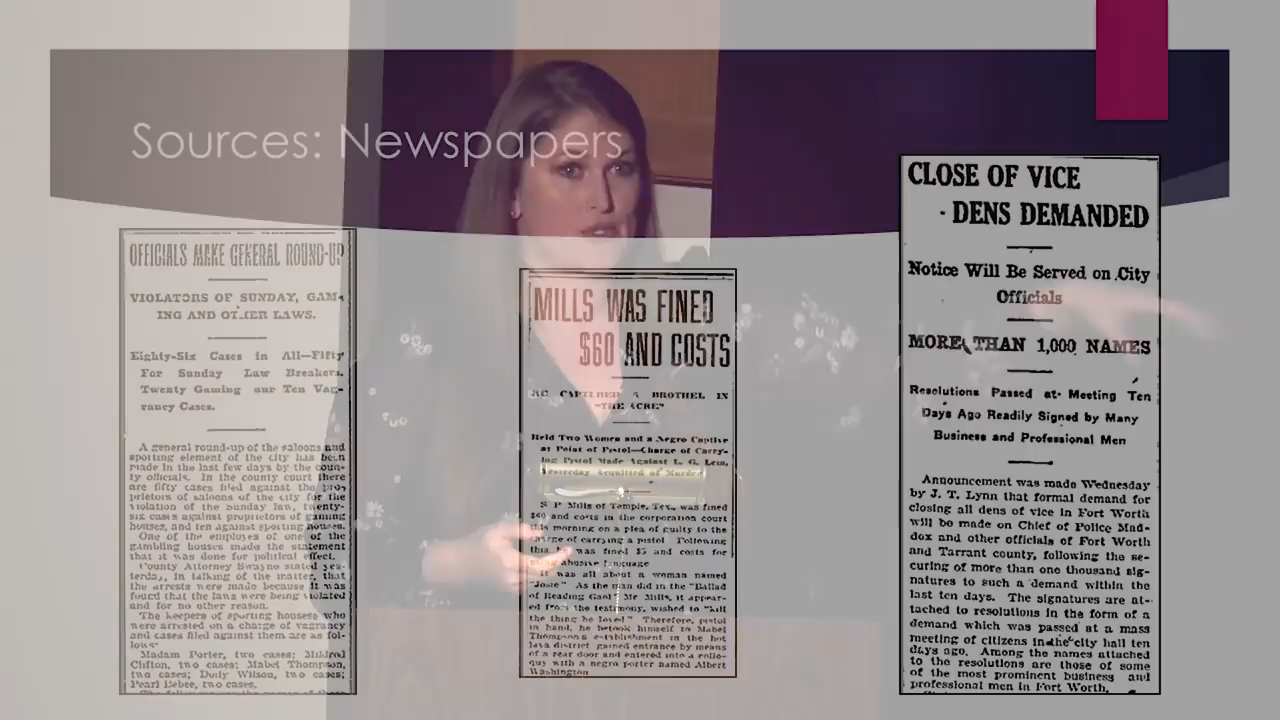 Sources: Newspapers
OFFICIALS MAKE GENERAL ROUND-UP
VIOLATORS OF SUNDAY, GAM-
ING AND OTHER LAWS.
Eighty-Six Cases in All—Fifty
For Sunday Law Breakers,
Twenty Gaming and Ten Vag-
rancy Cases.
A general round-up of the saloons and
sporting element of the city has been
made in the last few days by the coun-
ty officials. In the county court there
are fifty cases filed against the pro-
prietors of saloons of the city for the
violation of the Sunday law, twenty-
six cases against proprietors of gaming
houses, and ten against sporting houses.
One of the employes of one of the
gambling houses made the statement
that it was done for political effect.
County Attorney Swayne stated yes-
terday, in talking of the matter, that
the arrests were made because it was
found that the laws were being violated
and for no other reason.
The keepers of sporting housese who
were arrested on a charge of vagrancy
and cases filed against them are as fol-
lows:
Madam Porter, two cases; Mildred
Clifton, two cases; Mabel Thompson,
two cases; Dolly Wilson, two cases;
Pearl Bebee, two cases.
MILLS WAS FINED
$60 AND COSTS
HE CAPTURED A BROTHEL IN
"THE ACRE"
Held Two Women and a Negro Captive
at Point of Pistol—Charge of Carry-
ing Pistol Made Against L. G.
Yesterday Acquitted of Murder
S P Mills of Temple, Tex., was fined
$60 and costs in the corporation court
this morning on a plea of guilty to the
charge of carrying a pistol Following
this he was fined $5 and costs for
abusive language
It was all about a woman named
"Josie" As the man did in the "Ballad
of Reading Gaol" Mr Mills, it appear-
ed from the testimony, wished to "kill
the thing he loved" Therefore, pistol
in hand, he betook himself to Mabel
Thompson's establishment in the hot
lava district gained entrance by means
of a rear door and entered into a collo-
quy with a negro porter named Albert
Washington
CLOSE OF VICE
DENS DEMANDED
Notice Will Be Served on City
Officials
MORE THAN 1,000 NAMES
Resolutions Passed at Meeting Ten
Days Ago Readily Signed by Many
Business and Professional Men
Announcement was made Wednesday
by J. T. Lynn that formal demand for
closing all dens of vice in Fort Worth
will be made on Chief of Police Mad-
dox and other officials of Fort Worth
and Tarrant county, following the se-
curing of more than one thousand sig-
natures to such a demand within the
last ten days. The signatures are at-
tached to resolutions in the form of a
demand which was passed at a mass
meeting of citizens in the city hall ten
days ago. Among the names attached
to the resolutions are those of some
of the most prominent business and
professional men in Fort Worth.